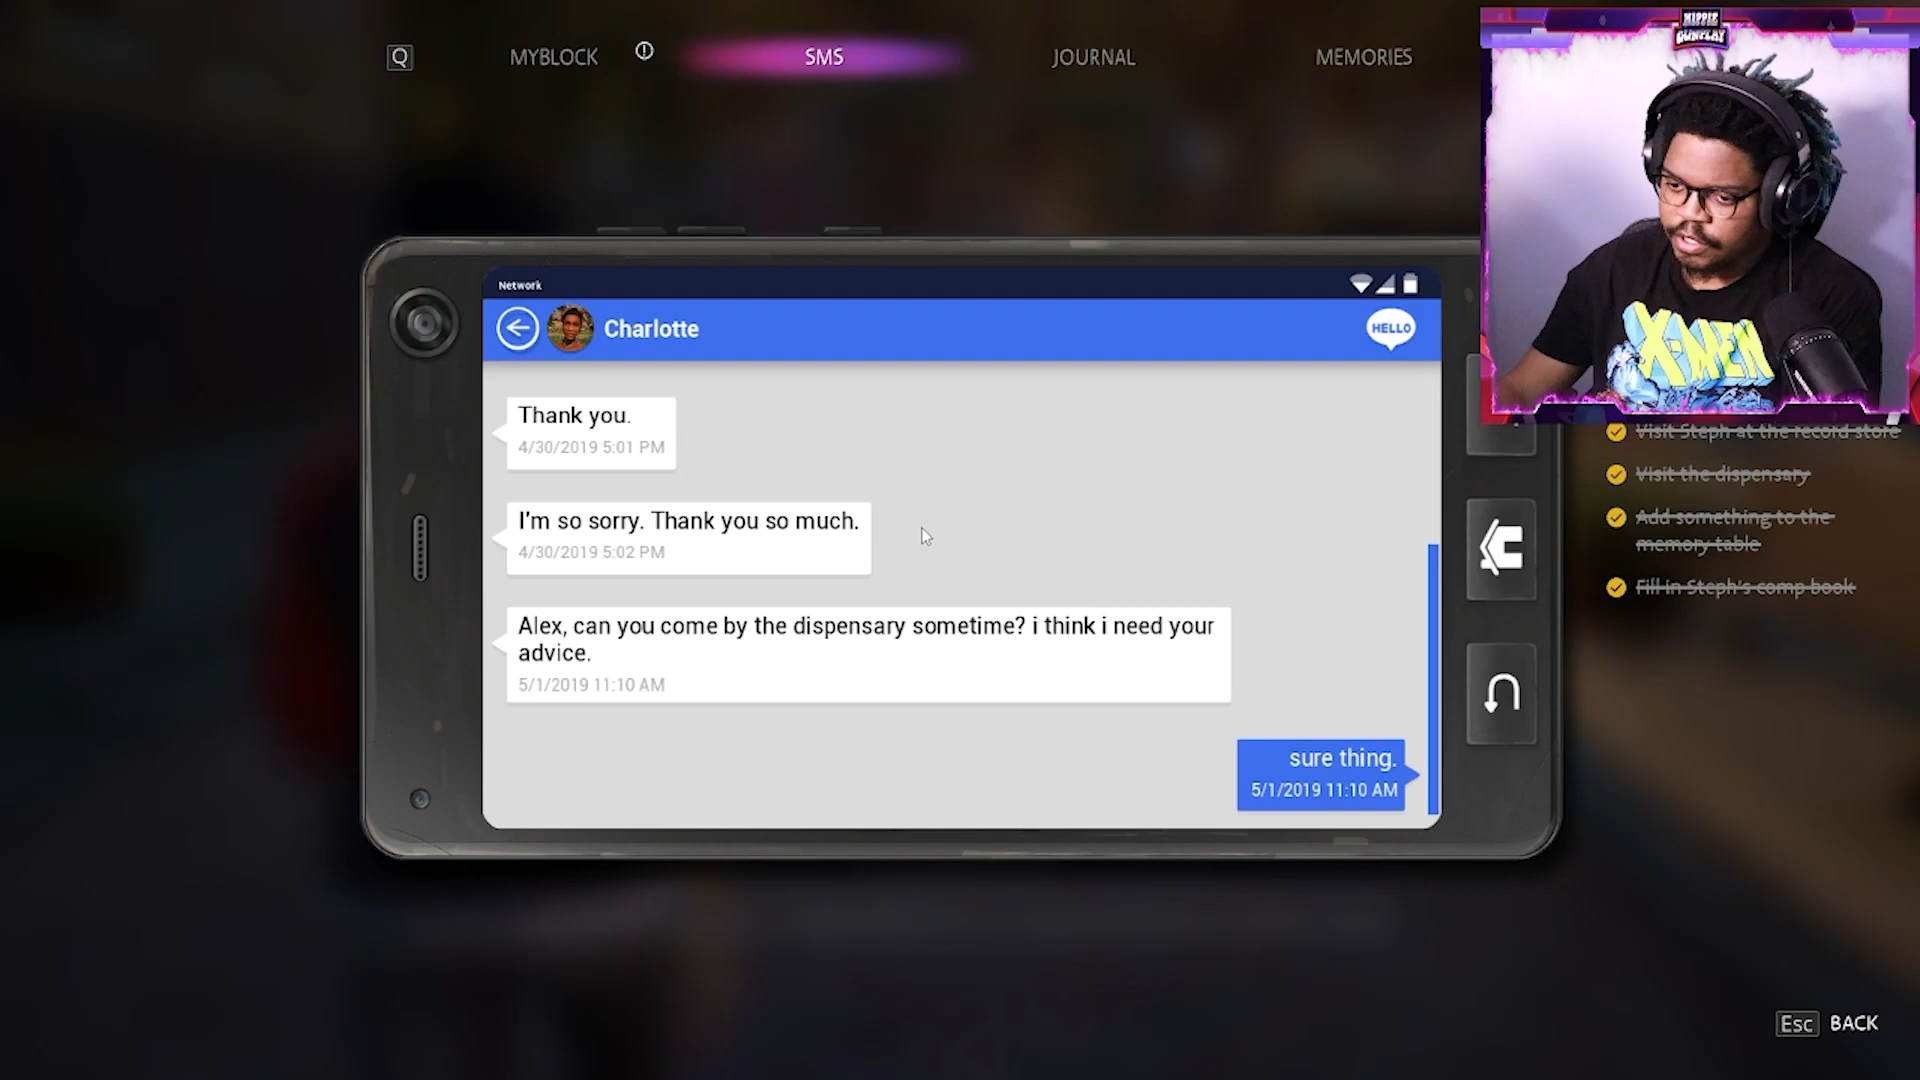 Q MYBLOCK SMS JOURNAL MEMORIES
HIPPIE
GUNPLAY
X-MEN
Network
Charlotte
HELLO
Thank you.
4/30/2019 5:01 PM
I'm so sorry. Thank you so much.
4/30/2019 5:02 PM
Alex, can you come by the dispensary sometime? i think i need your
advice.
5/1/2019 11:10 AM
sure thing.
5/1/2019 11:10 AM
Visit Steph at the record store
Visit the dispensary
Add something to the
memory table
Fill in Steph's comp book
Esc BACK